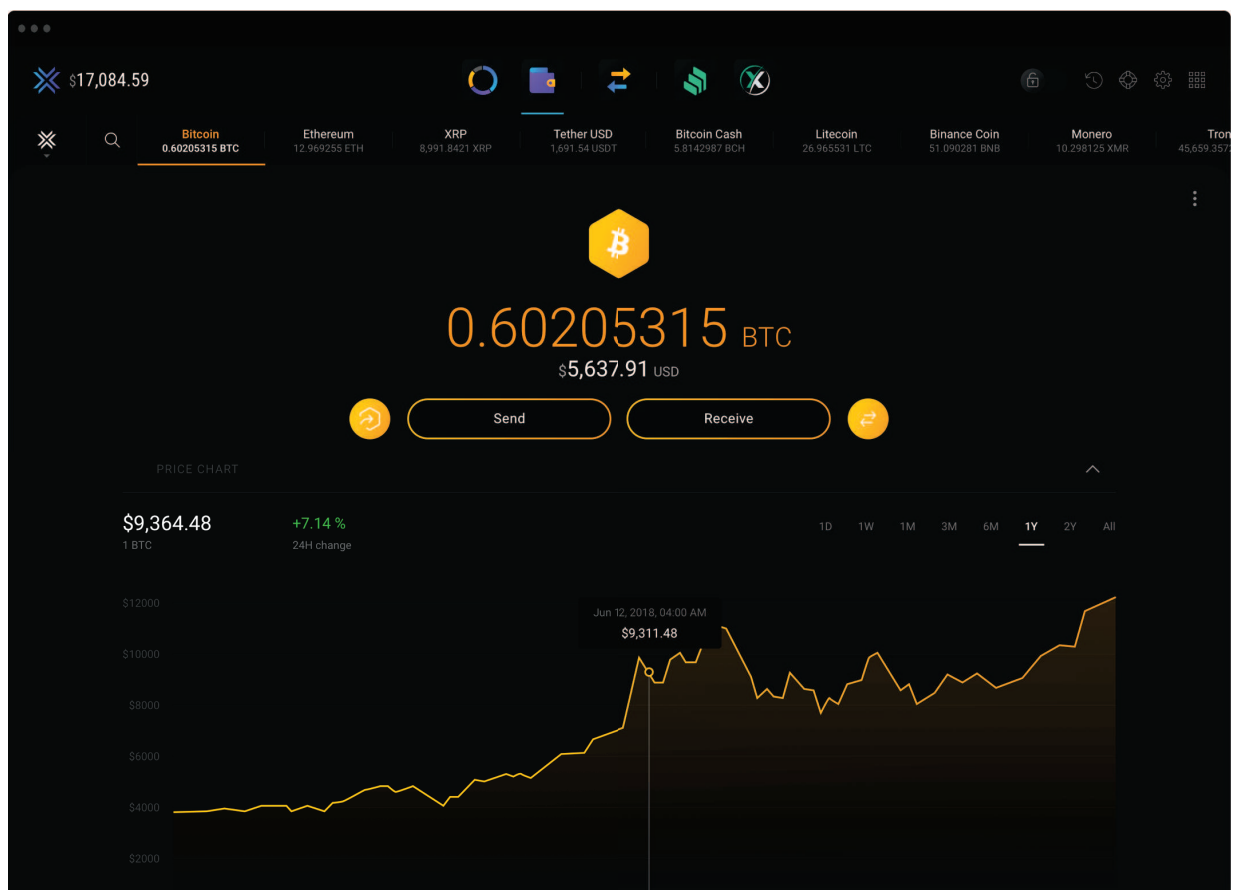 $17,084.59
Bitcoin
0.60205315 BTC
Ethereum
12.969255 ETH
XRP
8,991.8421 XRP
Tether USD
1,691.54 USDT
Bitcoin Cash
5.8142987 BCH
Litecoin
26.965531 LTC
Binance Coin
51.090281 BNB
Monero
10.298125 XMR
Tron
45,659.357
0.60205315 BTC
$5,637.91 USD
Send
Receive
PRICE CHART
$9,364.48
1 BTC
+7.14 %
24H change
1D 1W 1M 3M 6M 1Y 2Y All
$12000
Jun 12, 2018, 04:00 AM
$9,311.48
$10000
$8000
$6000
$4000
$2000